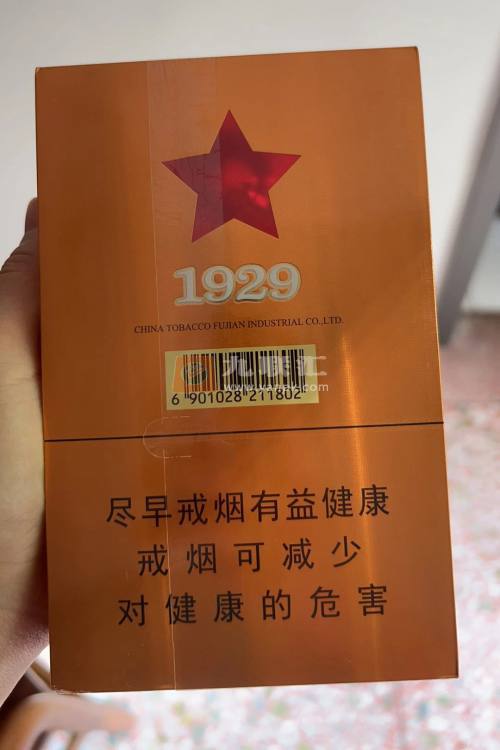 1929
CHINA TOBACCO FUJIAN INDUSTRIAL CO.,LTD.
6 901028 211802
尽早戒烟有益健康
戒烟可减少
对健康的危害